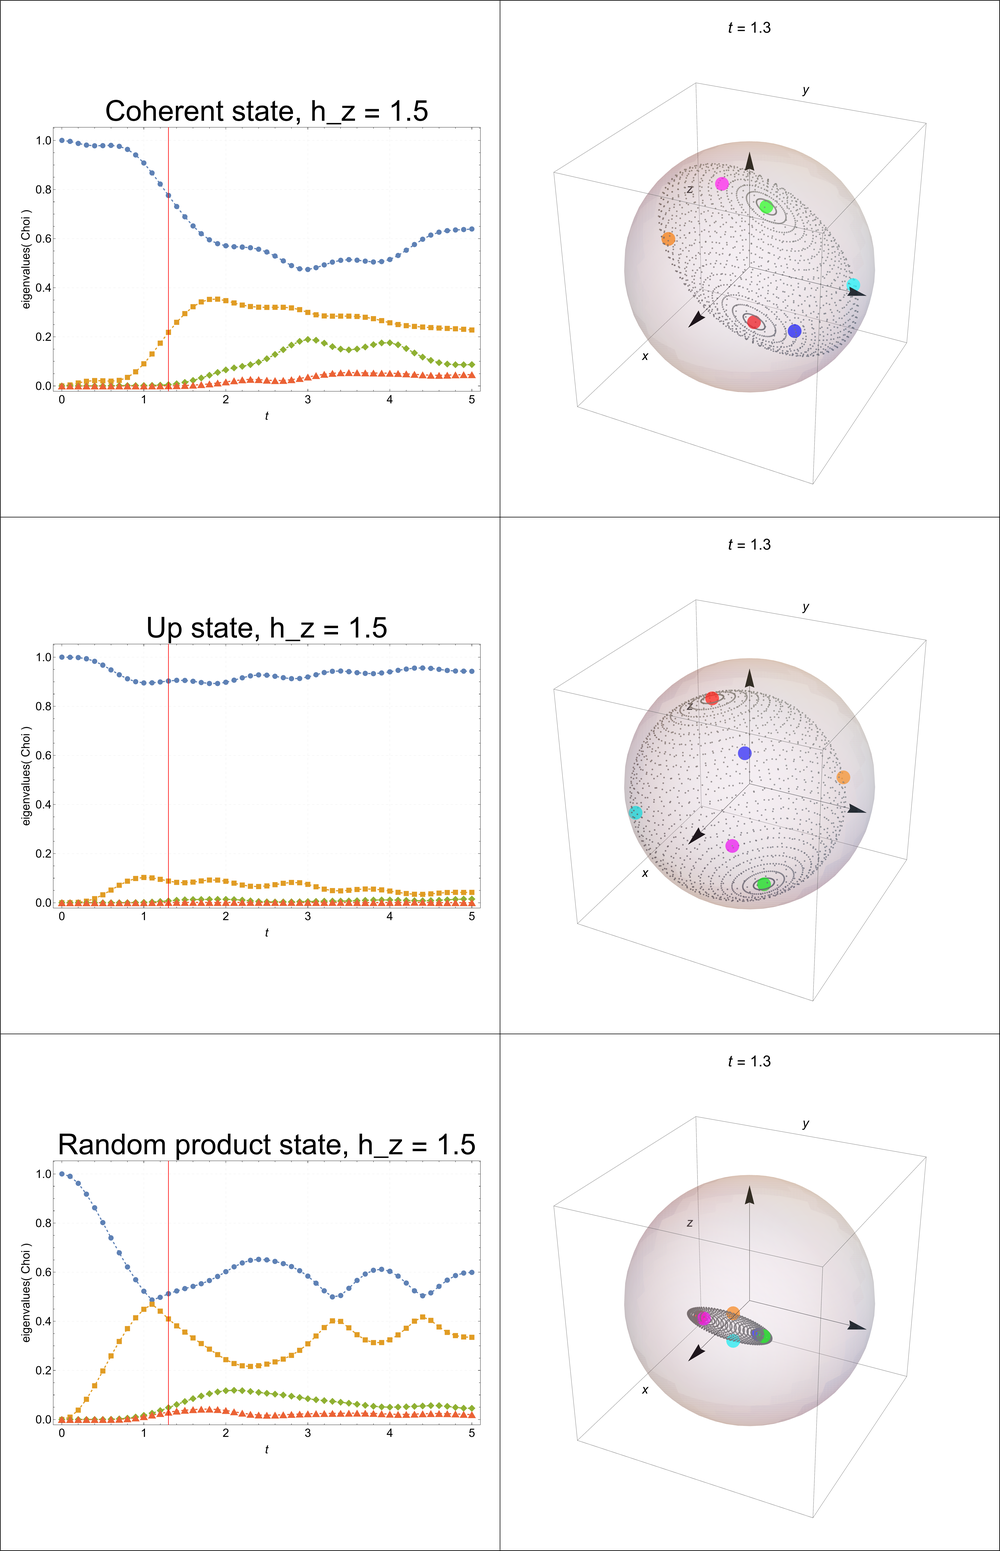 t = 1.3
y
Coherent state, h_z = 1.5
1.0
0.8
0.6
0.4
0.2
0.0
eigenvalues( Choi )
0 1 2 3 4 5
t
z
x
t = 1.3
y
Up state, h_z = 1.5
1.0
0.8
0.6
0.4
0.2
0.0
eigenvalues( Choi )
0 1 2 3 4 5
t
z
x
t = 1.3
y
Random product state, h_z = 1.5
1.0
0.8
0.6
0.4
0.2
0.0
eigenvalues( Choi )
0 1 2 3 4 5
t
z
x